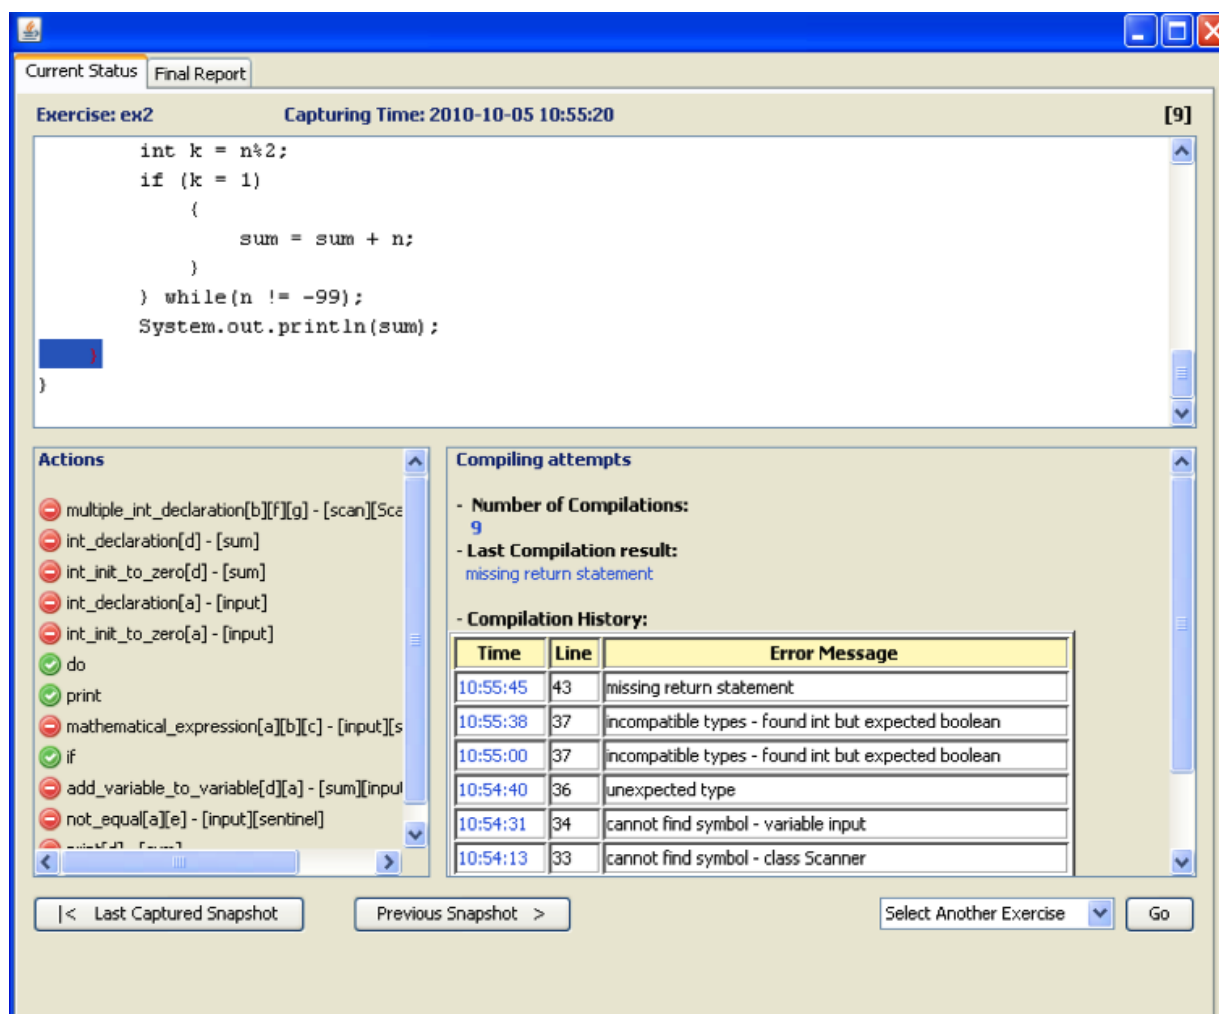 Current Status
Final Report
Exercise: ex2
Capturing Time: 2010-10-05 10:55:20
[9]
int k = n%2;
if (k = 1)
{
sum = sum + n;
}
} while(n != -99);
System.out.println(sum);
}
}
Actions
multiple_int_declaration[b][f][g] - [scan][Sca
int_declaration[d] - [sum]
int_init_to_zero[d] - [sum]
int_declaration[a] - [input]
int_init_to_zero[a] - [input]
do
print
mathematical_expression[a][b][c] - [input][s
if
add_variable_to_variable[d][a] - [sum][input
not_equal[a][e] - [input][sentinel]
print[d] - [sum]
Compiling attempts
- Number of Compilations:
9
- Last Compilation result:
missing return statement
- Compilation History:
Time Line Error Message
10:55:45 43 missing return statement
10:55:38 37 incompatible types - found int but expected boolean
10:55:00 37 incompatible types - found int but expected boolean
10:54:40 36 unexpected type
10:54:31 34 cannot find symbol - variable input
10:54:13 33 cannot find symbol - class Scanner
|< Last Captured Snapshot
Previous Snapshot >
Select Another Exercise
Go